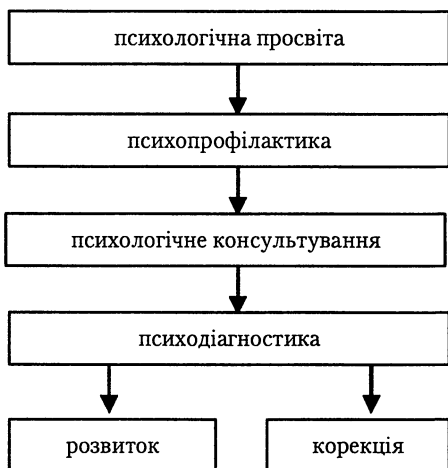 психологічна просвіта
психопрофілактика
психологічне консультування
психодіагностика
розвиток
корекція